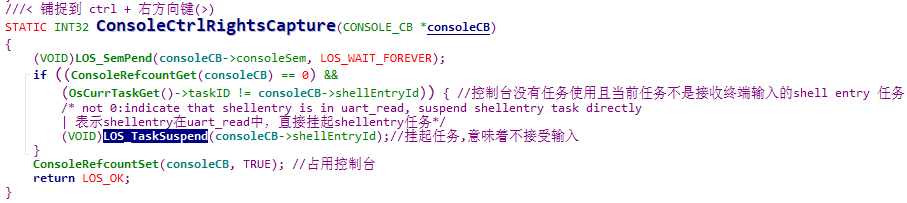 ///< 铺捉到 ctrl + 右方向键(>)
STATIC INT32 ConsoleCtrlRightsCapture(CONSOLE_CB *consoleCB)
{
(VOID)LOS_SemPend(consoleCB->consoleSem, LOS_WAIT_FOREVER);
if ((ConsoleRefcountGet(consoleCB) == 0) &&
(OsCurrTaskGet()->taskID != consoleCB->shellEntryId)) { //控制台没有任务使用且当前任务不是接收终端输入的shell entry 任务
/* not 0:indicate that shellentry is in uart_read, suspend shellentry task directly
| 表示shellentry在uart_read中，直接挂起shellentry任务*/
(VOID)LOS_TaskSuspend(consoleCB->shellEntryId);//挂起任务,意味着不接受输入
}
ConsoleRefcountSet(consoleCB, TRUE); //占用控制台
return LOS_OK;
}